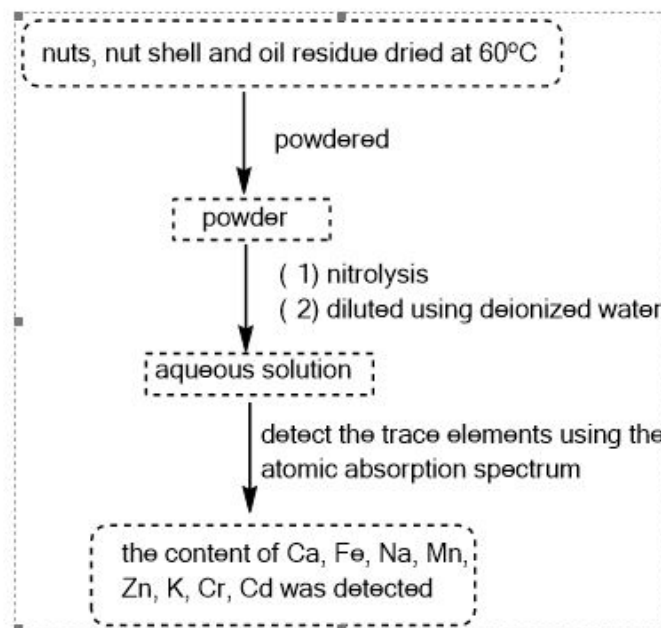 nuts, nut shell and oil residue dried at 60ºC
powdered
powder
( 1) nitrolysis
( 2) diluted using deionized water
aqueous solution
detect the trace elements using the
atomic absorption spectrum
the content of Ca, Fe, Na, Mn,
Zn, K, Cr, Cd was detected